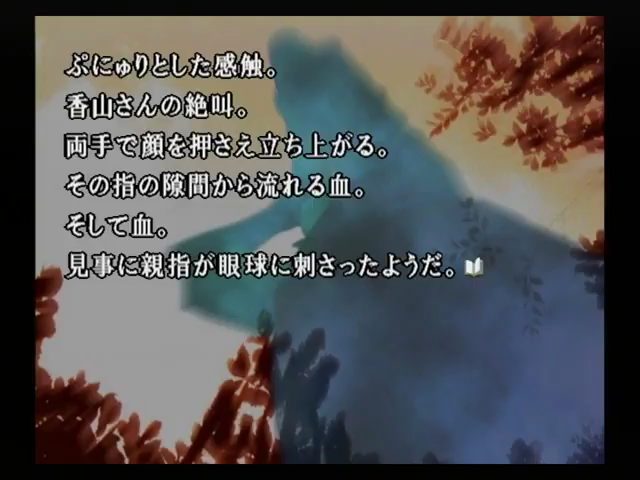 ぷにゅりとした感触。
香山さんの絶叫。
両手で顔を押さえ立ち上がる。
その指の隙間から流れる血。
そして血。
見事に親指が眼球に刺さったようだ。